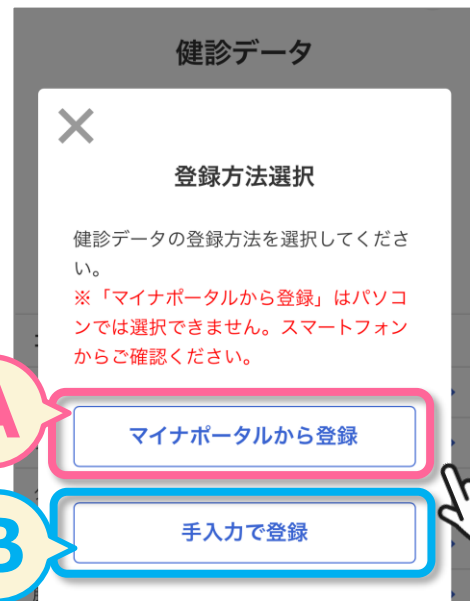 健診データ
登録方法選択
健診データの登録方法を選択してくださ
い。
※「マイナポータルから登録」はパソコ
ンでは選択できません。スマートフォン
からご確認ください。
A
マイナポータルから登録
B
手入力で登録